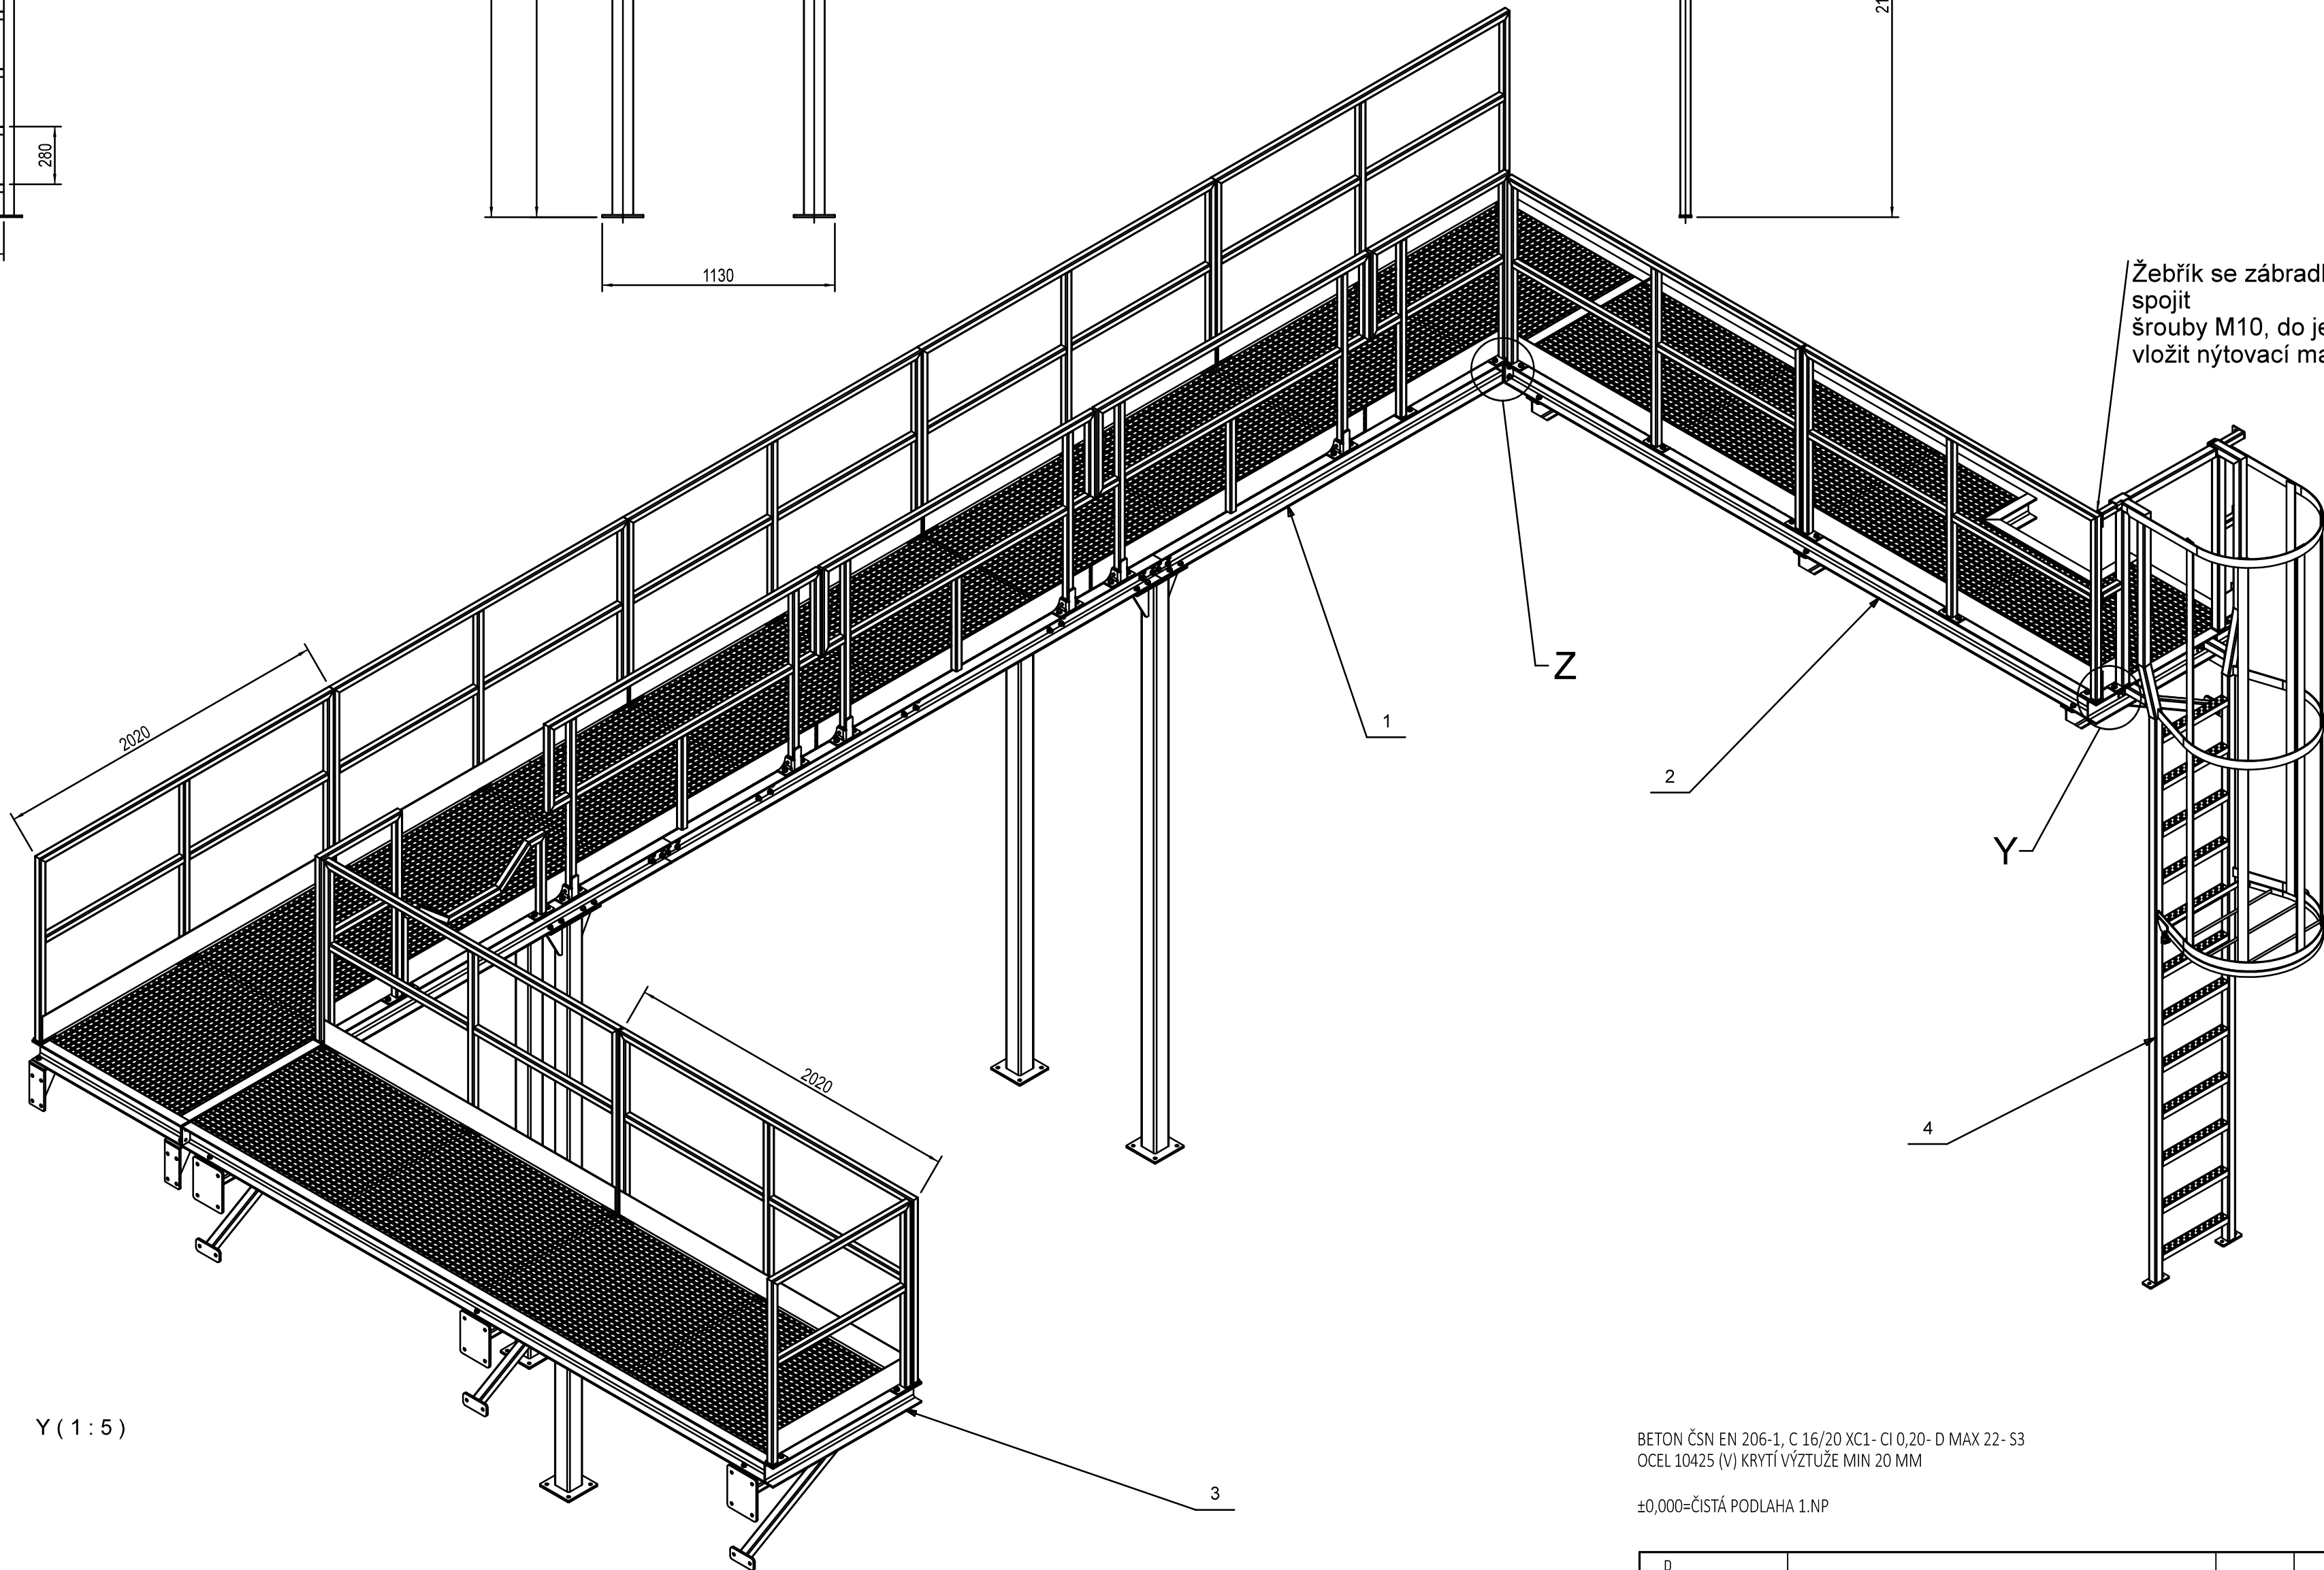 280
1130
21
Žebřík se zábradl
spojit
šrouby M10, do je
vložit nýtovací ma
Z
2020
1
2
Y
2020
4
Y ( 1 : 5 )
3
BETON ČSN EN 206-1, C 16/20 XC1- CI 0,20- D MAX 22- S3
OCEL 10425 (V) KRYTÍ VÝZTUŽE MIN 20 MM
±0,000=ČISTÁ PODLAHA 1.NP
D